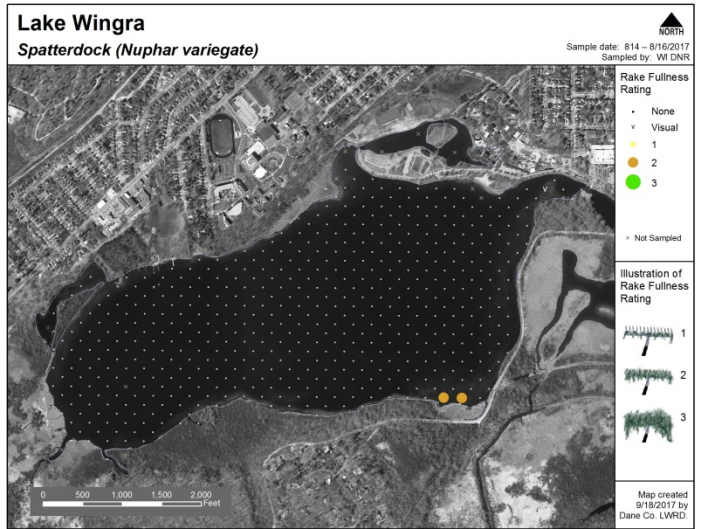 Lake Wingra
Spatterdock (Nuphar variegate)
NORTH
Sample date: 814 – 8/16/2017
Sampled by: WI DNR
Rake Fullness
Rating
None
v Visual
1
2
3
× Not Sampled
Illustration of
Rake Fullness
Rating
1
2
3
0 500 1,000 1,500 2,000
Feet
Map created
9/18/2017 by
Dane Co. LWRD.